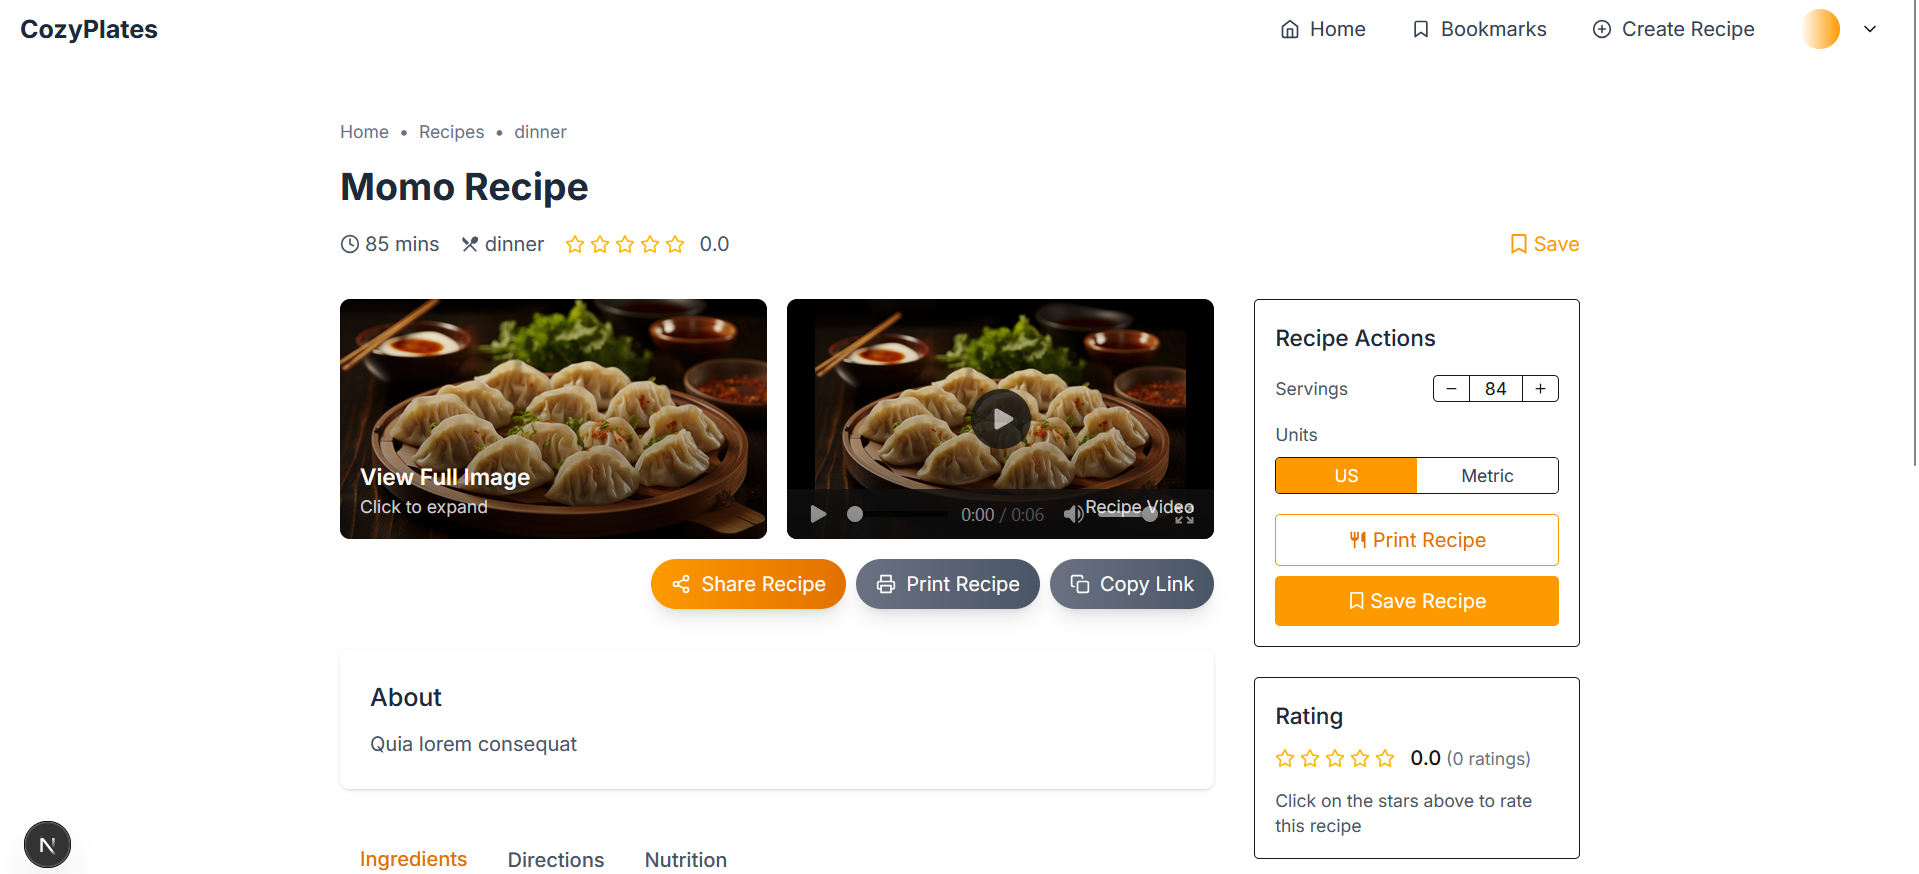 CozyPlates
Home
Bookmarks
Create Recipe
Home • Recipes • dinner
Momo Recipe
85 mins
dinner
0.0
Save
View Full Image
Click to expand
0:00 / 0:06
Recipe Video
Share Recipe
Print Recipe
Copy Link
About
Quia lorem consequat
Ingredients
Directions
Nutrition
Recipe Actions
Servings
− 84 +
Units
US
Metric
Print Recipe
Save Recipe
Rating
0.0 (0 ratings)
Click on the stars above to rate
this recipe
N